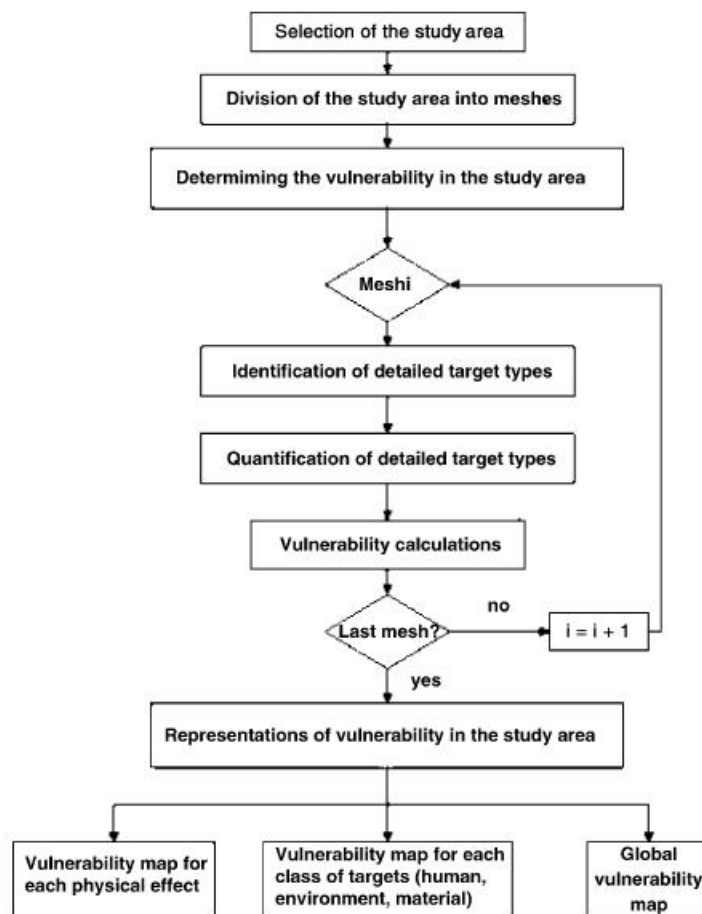 Selection of the study area
Division of the study area into meshes
Determiming the vulnerability in the study area
Meshi
Identification of detailed target types
Quantification of detailed target types
Vulnerability calculations
Last mesh?
no
i = i + 1
yes
Representations of vulnerability in the study area
Vulnerability map for
each physical effect
Vulnerability map for each
class of targets (human,
environment, material)
Global
vulnerability
map